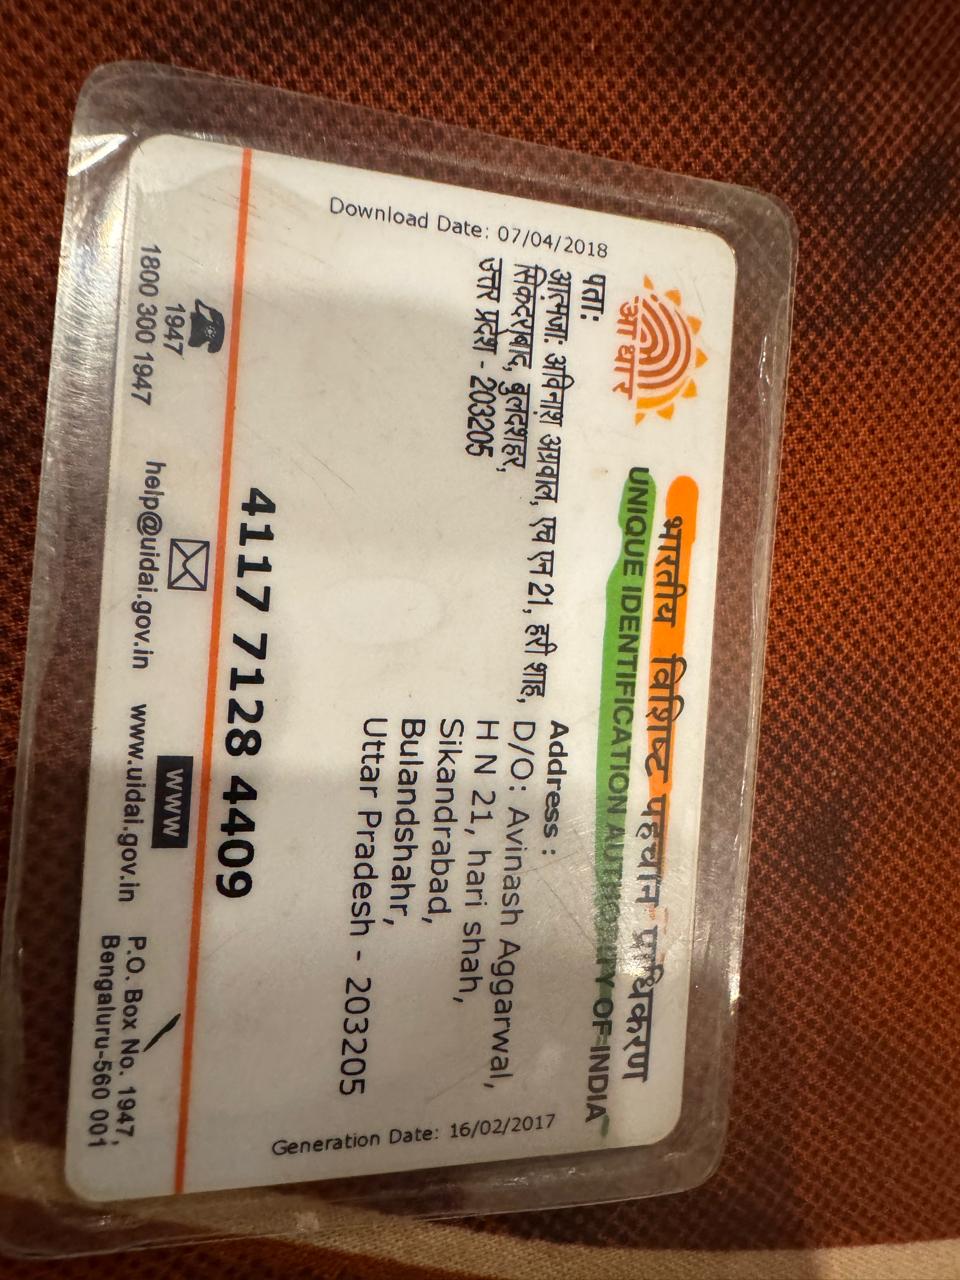 आधार
भारतीय विशिष्ट पहचान प्राधिकरण
UNIQUE IDENTIFICATION AUTHORITY OF INDIA
Download Date: 07/04/2018
पता:
आत्मजा: अविनाश अग्रवाल, एच एन 21, हरी शाह,
सिकंदराबाद, बुलंदशहर,
उत्तर प्रदेश - 203205
Address :
D/O: Avinash Aggarwal,
H N 21, hari shah,
Sikandrabad,
Bulandshahr,
Uttar Pradesh - 203205
Generation Date: 16/02/2017
4117 7128 4409
1947
1800 300 1947
help@uidai.gov.in
www
www.uidai.gov.in
P.O. Box No. 1947,
Bengaluru-560 001